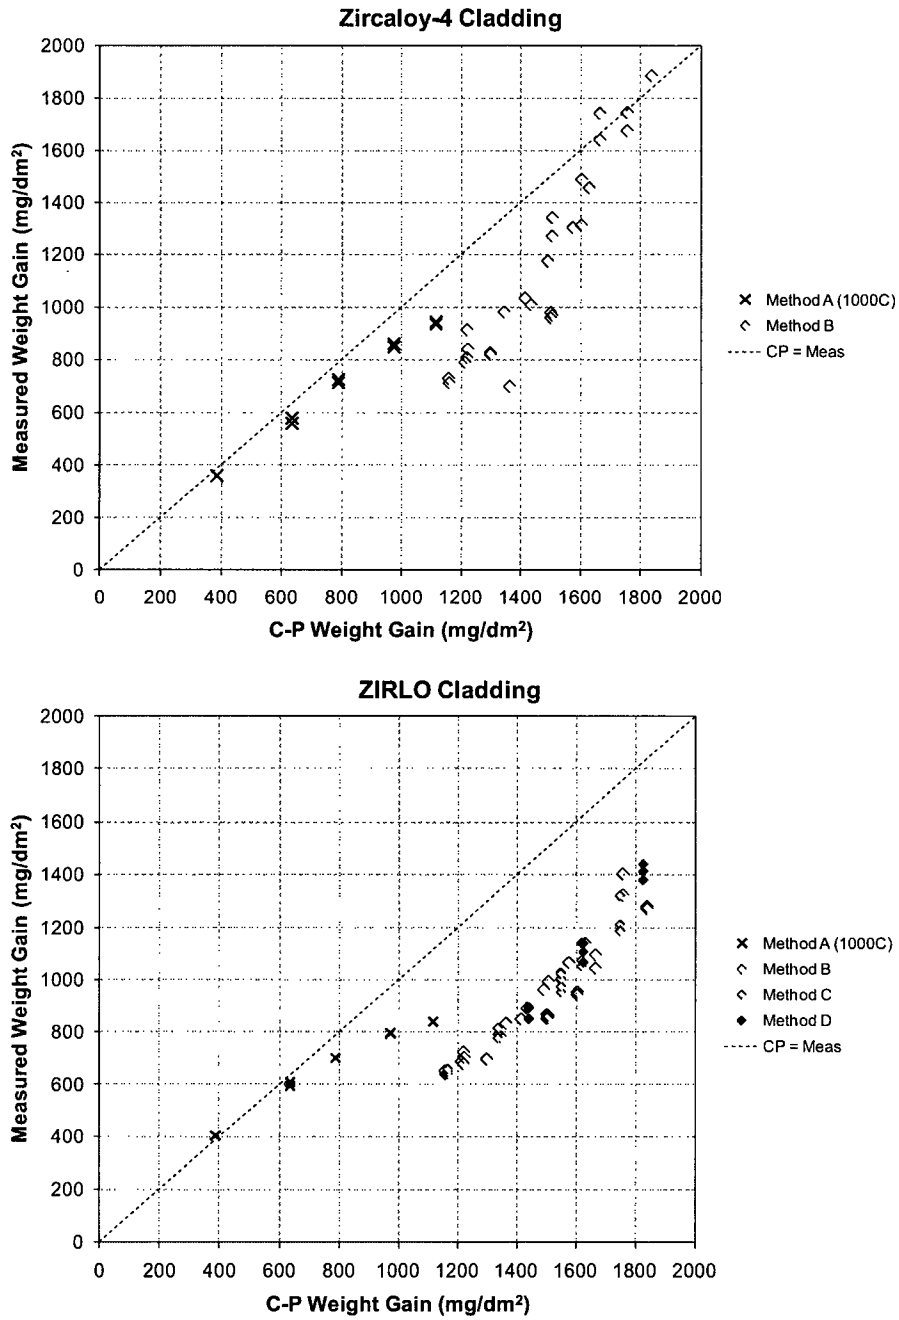 Zircaloy-4 Cladding
2000
1800
1600
1400
1200
1000
800
600
400
200
0
Measured Weight Gain (mg/dm²)
0 200 400 600 800 1000 1200 1400 1600 1800 2000
C-P Weight Gain (mg/dm²)
Method A (1000C)
Method B
CP = Meas
ZIRLO Cladding
2000
1800
1600
1400
1200
1000
800
600
400
200
0
Measured Weight Gain (mg/dm²)
0 200 400 600 800 1000 1200 1400 1600 1800 2000
C-P Weight Gain (mg/dm²)
Method A (1000C)
Method B
Method C
Method D
CP = Meas